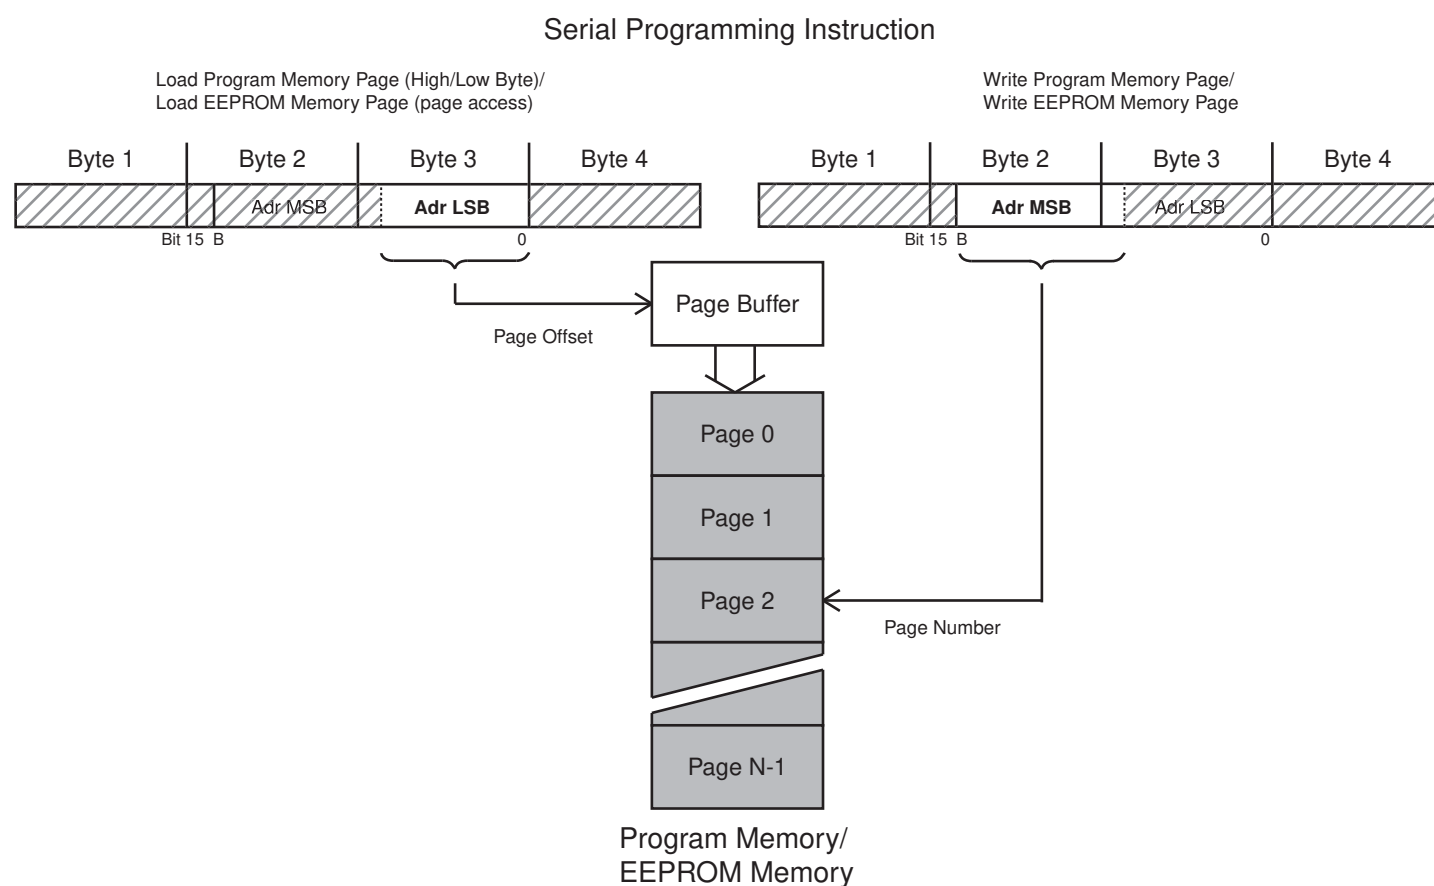 Serial Programming Instruction
Load Program Memory Page (High/Low Byte)/
Load EEPROM Memory Page (page access)
Write Program Memory Page/
Write EEPROM Memory Page
Byte 1 Byte 2 Byte 3 Byte 4
Byte 1 Byte 2 Byte 3 Byte 4
Adr MSB Adr LSB
Adr MSB Adr LSB
Bit 15 B 0
Bit 15 B 0
Page Buffer
Page Offset
Page 0
Page 1
Page 2
Page Number
Page N-1
Program Memory/
EEPROM Memory